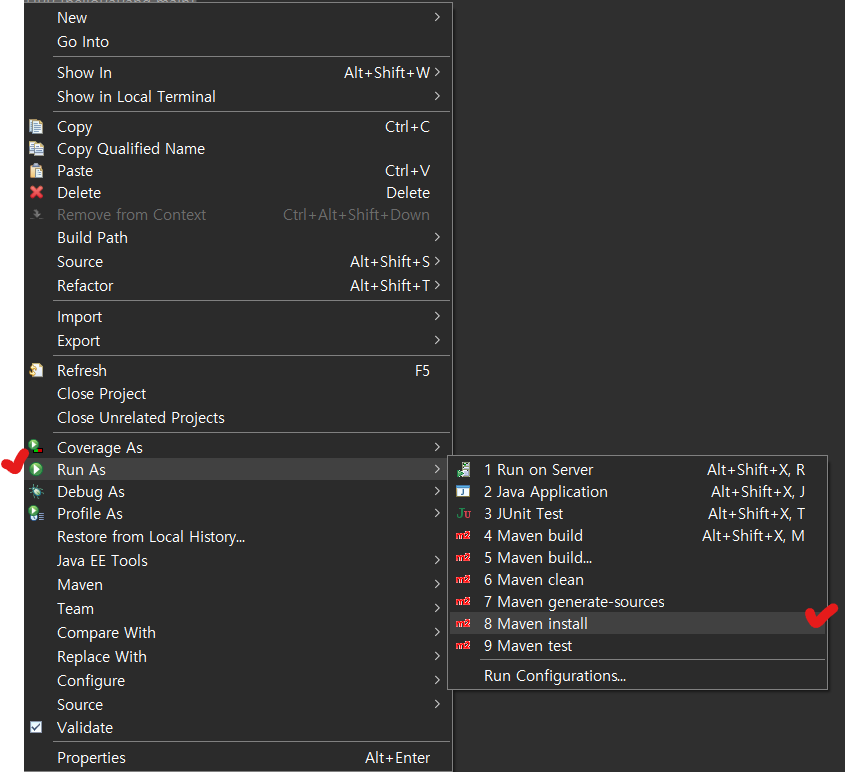 New
Go Into
Show In Alt+Shift+W
Show in Local Terminal
Copy Ctrl+C
Copy Qualified Name
Paste Ctrl+V
Delete Delete
Remove from Context Ctrl+Alt+Shift+Down
Build Path
Source Alt+Shift+S
Refactor Alt+Shift+T
Import
Export
Refresh F5
Close Project
Close Unrelated Projects
Coverage As
Run As
Debug As
Profile As
Restore from Local History...
Java EE Tools
Maven
Team
Compare With
Replace With
Configure
Source
Validate
Properties Alt+Enter
1 Run on Server Alt+Shift+X, R
2 Java Application Alt+Shift+X, J
3 JUnit Test Alt+Shift+X, T
4 Maven build Alt+Shift+X, M
5 Maven build...
6 Maven clean
7 Maven generate-sources
8 Maven install
9 Maven test
Run Configurations...